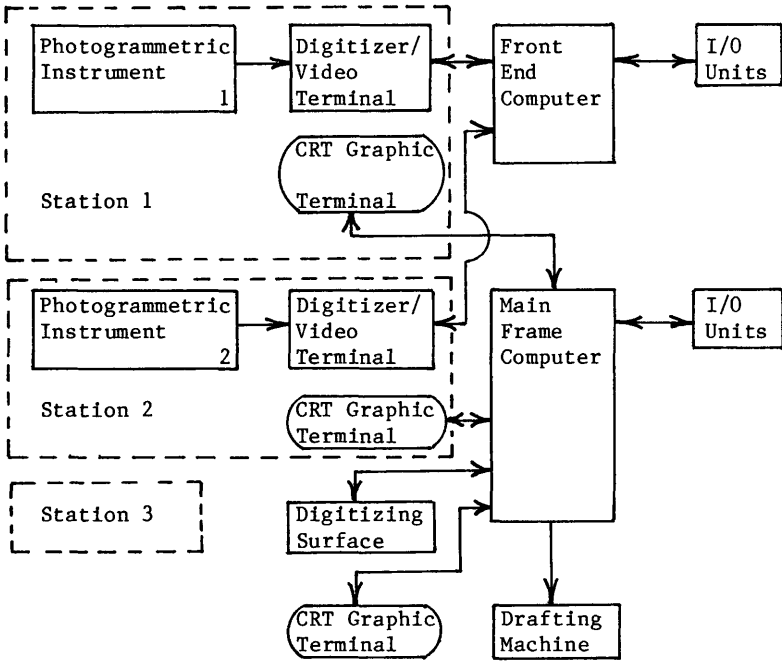 Photogrammetric
Instrument
1
Digitizer/
Video
Terminal
Front
End
Computer
I/O
Units
CRT Graphic
Terminal
Station 1
Photogrammetric
Instrument
2
Digitizer/
Video
Terminal
Main
Frame
Computer
I/O
Units
Station 2
CRT Graphic
Terminal
Station 3
Digitizing
Surface
CRT Graphic
Terminal
Drafting
Machine